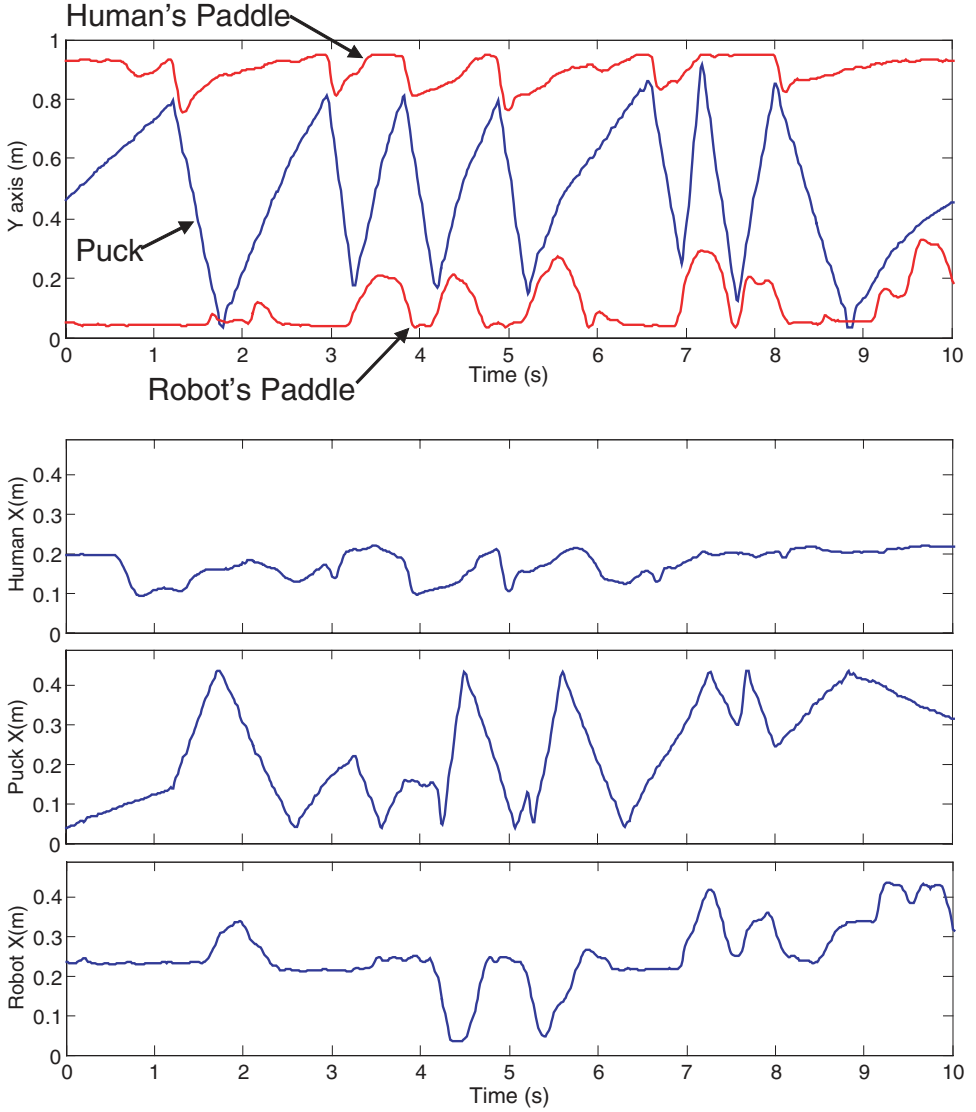 Human's Paddle
1
0.8
0.6
0.4
0.2
0
Y axis (m)
Puck
0 1 2 3 4 5 6 7 8 9 10
Time (s)
Robot's Paddle
0.4
0.3
0.2
0.1
0
Human X(m)
0.4
0.3
0.2
0.1
0
Puck X(m)
0.4
0.3
0.2
0.1
0
Robot X(m)
0 1 2 3 4 5 6 7 8 9 10
Time (s)